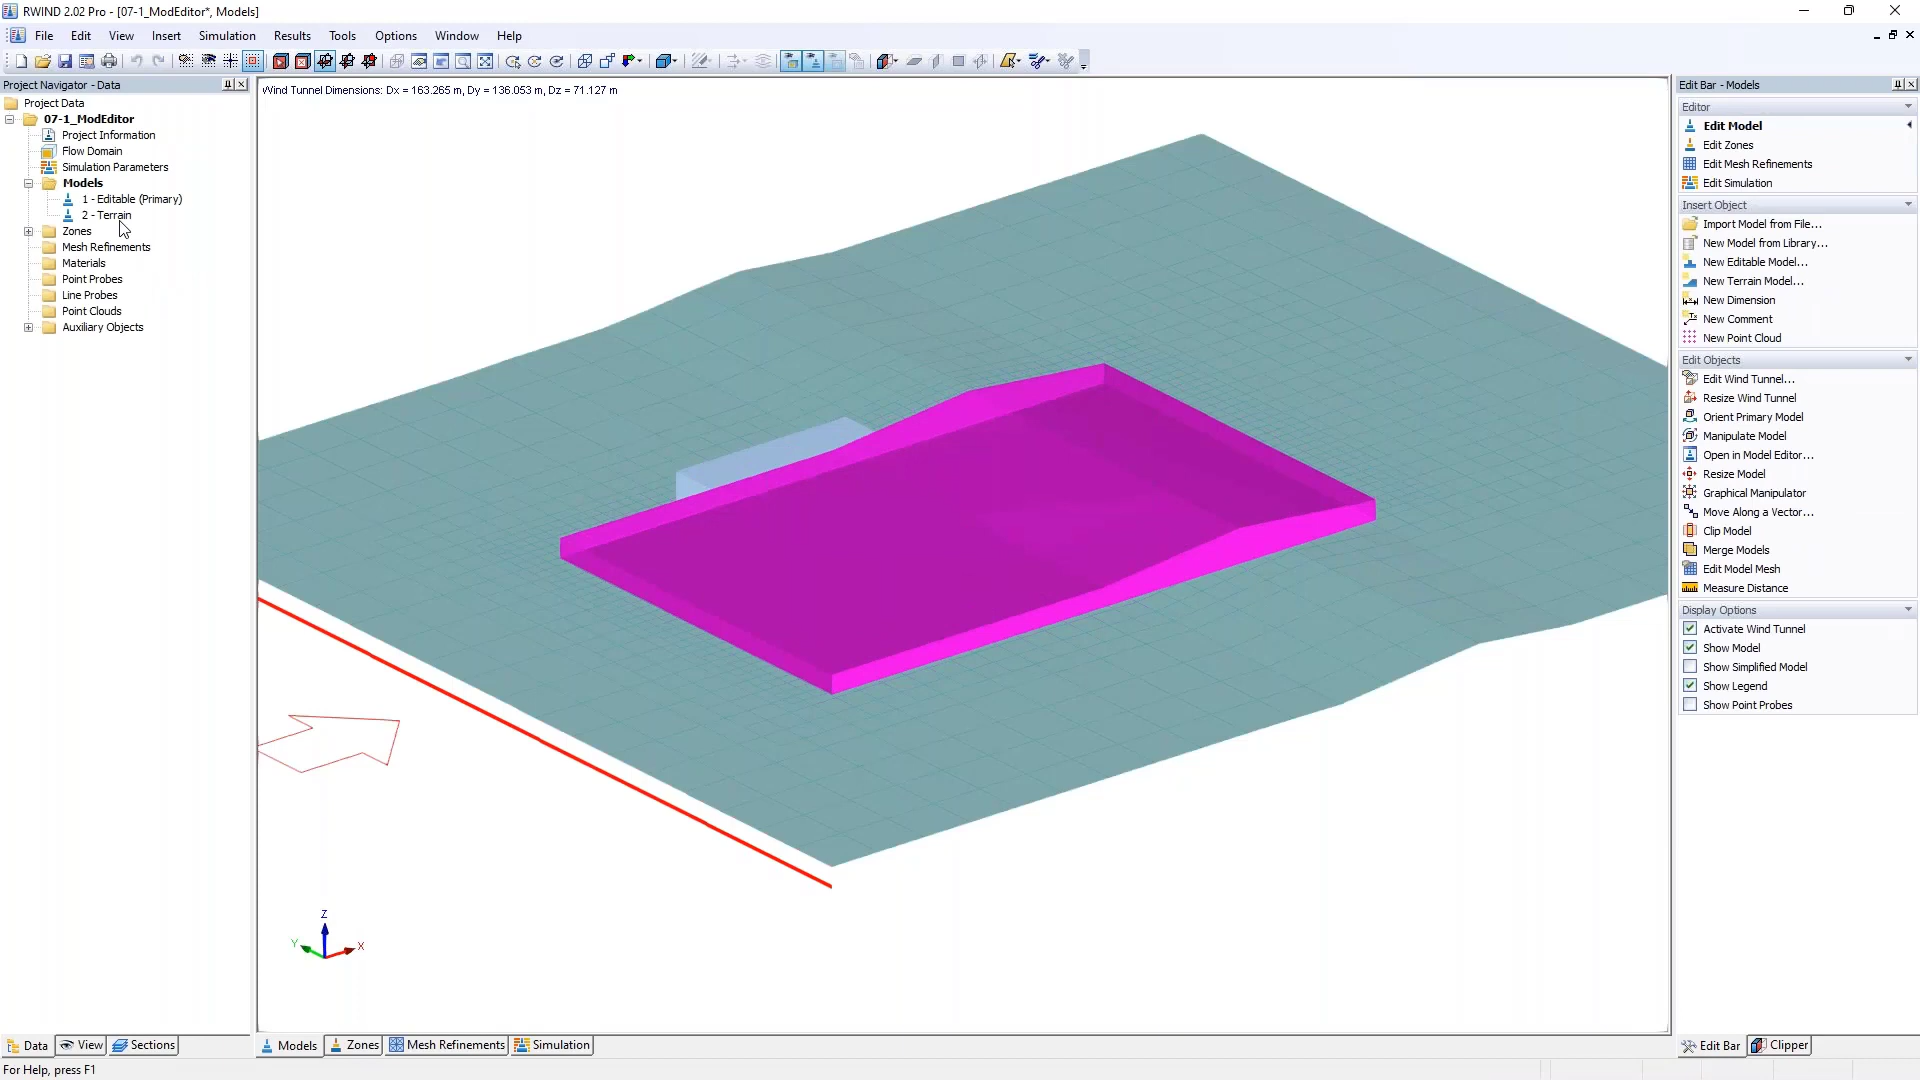 RWIND 2.02 Pro - [07-1_ModEditor*, Models]
File Edit View Insert Simulation Results Tools Options Window Help
Project Navigator - Data
Project Data
07-1_ModEditor
Project Information
Flow Domain
Simulation Parameters
Models
1 - Editable (Primary)
2 - Terrain
Zones
Mesh Refinements
Materials
Point Probes
Line Probes
Point Clouds
Auxiliary Objects
Data View Sections
Wind Tunnel Dimensions: Dx = 163.265 m, Dy = 136.053 m, Dz = 71.127 m
Z
Y
X
Models Zones Mesh Refinements Simulation
Edit Bar - Models
Editor
Edit Model
Edit Zones
Edit Mesh Refinements
Edit Simulation
Insert Object
Import Model from File...
New Model from Library...
New Editable Model...
New Terrain Model...
New Dimension
New Comment
New Point Cloud
Edit Objects
Edit Wind Tunnel...
Resize Wind Tunnel
Orient Primary Model
Manipulate Model
Open in Model Editor...
Resize Model
Graphical Manipulator
Move Along a Vector...
Clip Model
Merge Models
Edit Model Mesh
Measure Distance
Display Options
Activate Wind Tunnel
Show Model
Show Simplified Model
Show Legend
Show Point Probes
Edit Bar Clipper
For Help, press F1